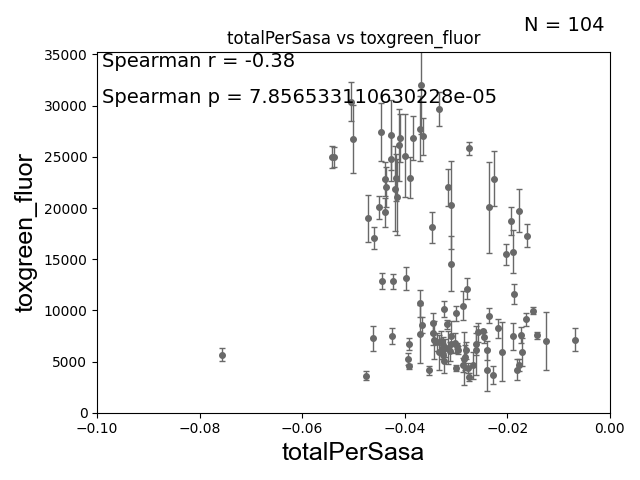 N = 104
totalPerSasa vs toxgreen_fluor
Spearman r = -0.38
Spearman p = 7.856533110630228e-05
toxgreen_fluor
35000
30000
25000
20000
15000
10000
5000
0
−0.10
−0.08
−0.06
−0.04
−0.02
0.00
totalPerSasa